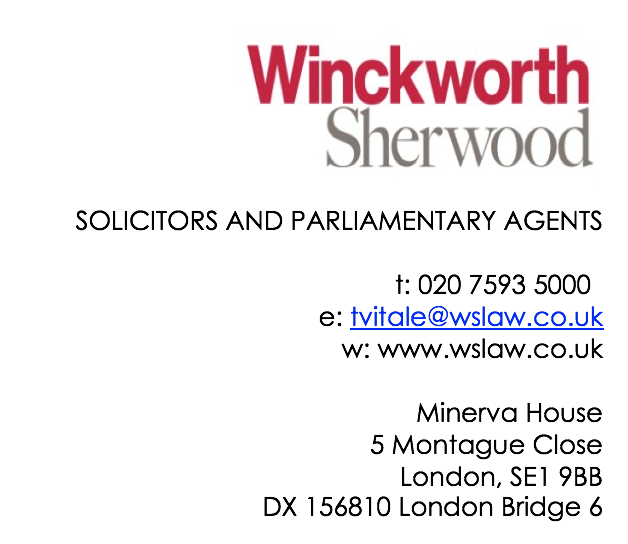 Winckworth
Sherwood
SOLICITORS AND PARLIAMENTARY AGENTS
t: 020 7593 5000
e: tvitale@wslaw.co.uk
w: www.wslaw.co.uk
Minerva House
5 Montague Close
London, SE1 9BB
DX 156810 London Bridge 6